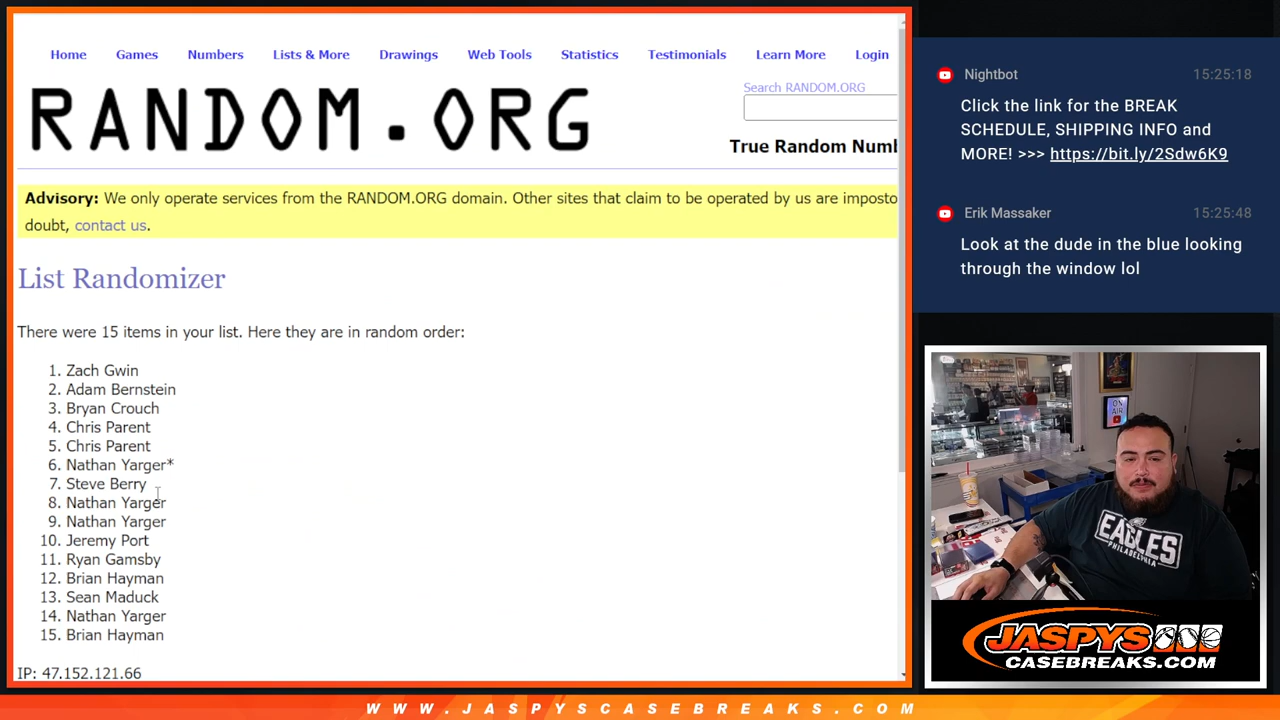 Home Games Numbers Lists & More Drawings Web Tools Statistics Testimonials Learn More Login
RANDOM.ORG
Search RANDOM.ORG
True Random Numb
Advisory: We only operate services from the RANDOM.ORG domain. Other sites that claim to be operated by us are imposto
doubt, contact us.
List Randomizer
There were 15 items in your list. Here they are in random order:
1. Zach Gwin
2. Adam Bernstein
3. Bryan Crouch
4. Chris Parent
5. Chris Parent
6. Nathan Yarger*
7. Steve Berry
8. Nathan Yarger
9. Nathan Yarger
10. Jeremy Port
11. Ryan Gamsby
12. Brian Hayman
13. Sean Maduck
14. Nathan Yarger
15. Brian Hayman
IP: 47.152.121.66
Nightbot 15:25:18
Click the link for the BREAK
SCHEDULE, SHIPPING INFO and
MORE! >>> https://bit.ly/2Sdw6K9
Erik Massaker 15:25:48
Look at the dude in the blue looking
through the window lol
ON
AIR
EAGLES
PHILADELPHIA
JASPYS
CASEBREAKS.COM
WWW.JASPYSCASEBREAKS.COM